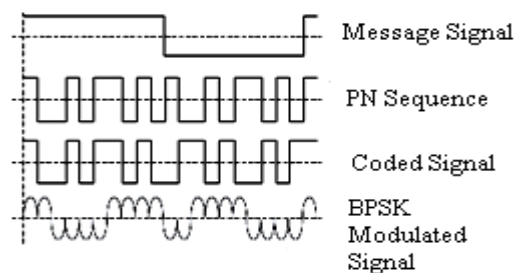 Message Signal
PN Sequence
Coded Signal
BPSK
Modulated
Signal